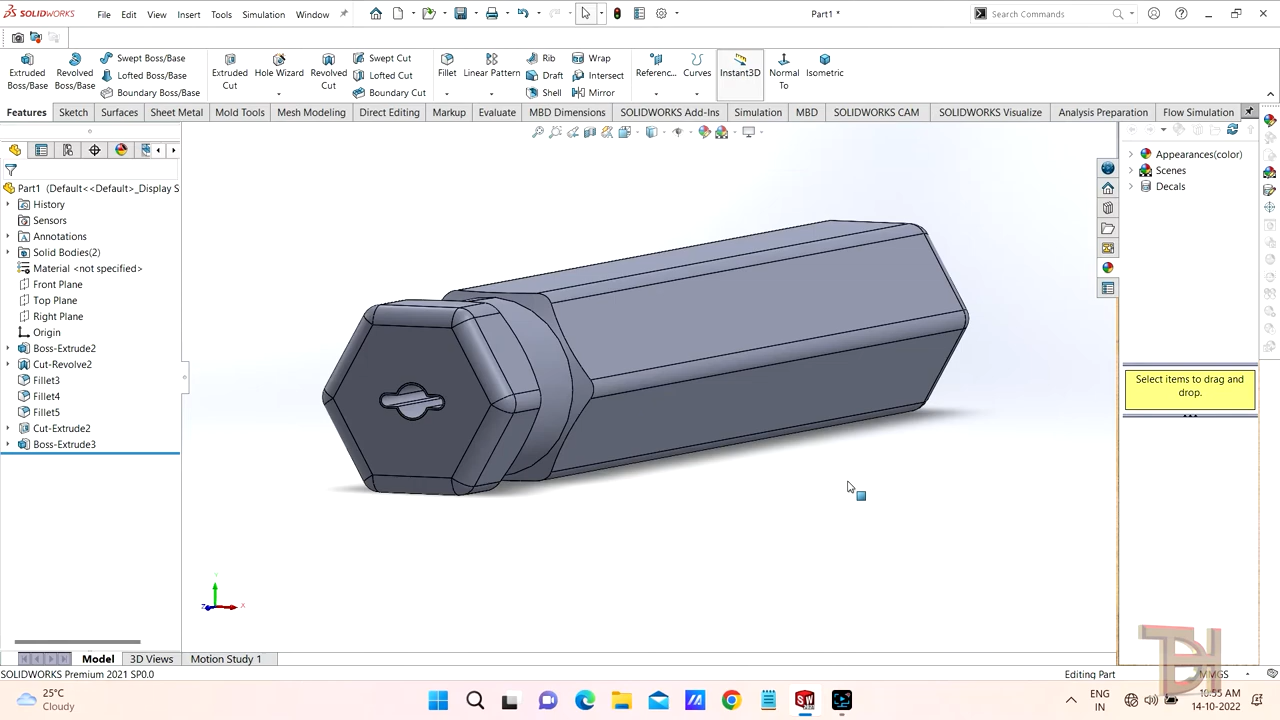 SOLIDWORKS File Edit View Insert Tools Simulation Window Part1 * Search Commands
Extruded Boss/Base Revolved Boss/Base Swept Boss/Base Lofted Boss/Base Boundary Boss/Base Extruded Cut Hole Wizard Revolved Cut Swept Cut Lofted Cut Boundary Cut Fillet Linear Pattern Rib Draft Shell Wrap Intersect Mirror Referenc... Curves Instant3D Normal To Isometric
Features Sketch Surfaces Sheet Metal Mold Tools Mesh Modeling Direct Editing Markup Evaluate MBD Dimensions SOLIDWORKS Add-Ins Simulation MBD SOLIDWORKS CAM SOLIDWORKS Visualize Analysis Preparation Flow Simulation
Part1 (Default<<Default>_Display S
History
Sensors
Annotations
Solid Bodies(2)
Material <not specified>
Front Plane
Top Plane
Right Plane
Origin
Boss-Extrude2
Cut-Revolve2
Fillet3
Fillet4
Fillet5
Cut-Extrude2
Boss-Extrude3
Appearances(color)
Scenes
Decals
Select items to drag and
drop.
Y
Z X
Model 3D Views Motion Study 1
SOLIDWORKS Premium 2021 SP0.0 Editing Part MMGS
25°C
Cloudy
ENG
IN
10:55 AM
14-10-2022